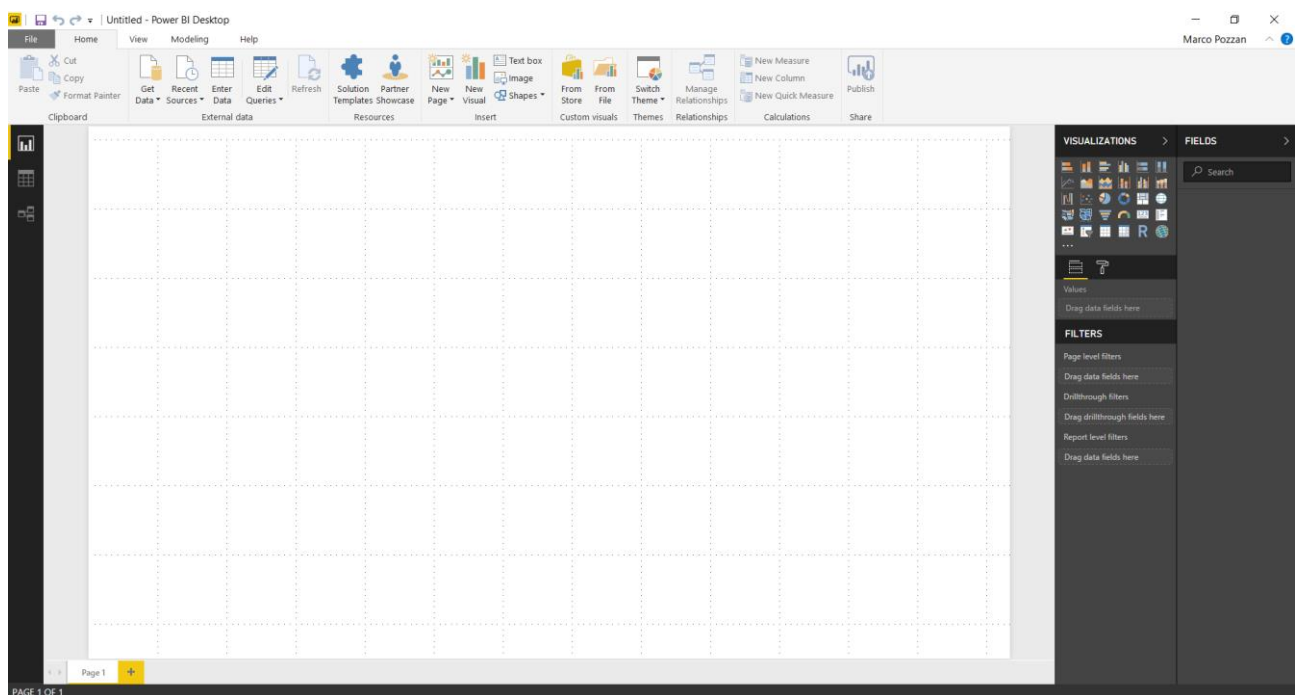 Untitled - Power BI Desktop
File Home View Modeling Help Marco Pozzan
Paste
Cut
Copy
Format Painter
Clipboard
Get Data
Recent Sources
Enter Data
Edit Queries
Refresh
External data
Solution Templates
Partner Showcase
Resources
New Page
New Visual
Text box
Image
Shapes
Insert
From Store
From File
Custom visuals
Switch Theme
Themes
Manage Relationships
Relationships
New Measure
New Column
New Quick Measure
Calculations
Publish
Share
VISUALIZATIONS
R
Values
Drag data fields here
FILTERS
Page level filters
Drag data fields here
Drillthrough filters
Drag drillthrough fields here
Report level filters
Drag data fields here
FIELDS
Search
Page 1
PAGE 1 OF 1